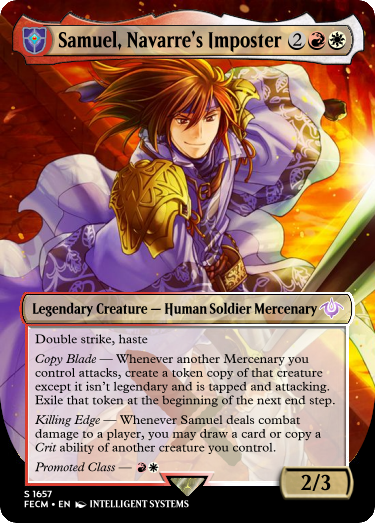 Samuel, Navarre's Imposter 2
Legendary Creature — Human Soldier Mercenary
Double strike, haste
Copy Blade — Whenever another Mercenary you
control attacks, create a token copy of that creature
except it isn't legendary and is tapped and attacking.
Exile that token at the beginning of the next end step.
Killing Edge — Whenever Samuel deals combat
damage to a player, you may draw a card or copy a
Crit ability of another creature you control.
Promoted Class —
2/3
S 1657
FECM • EN INTELLIGENT SYSTEMS